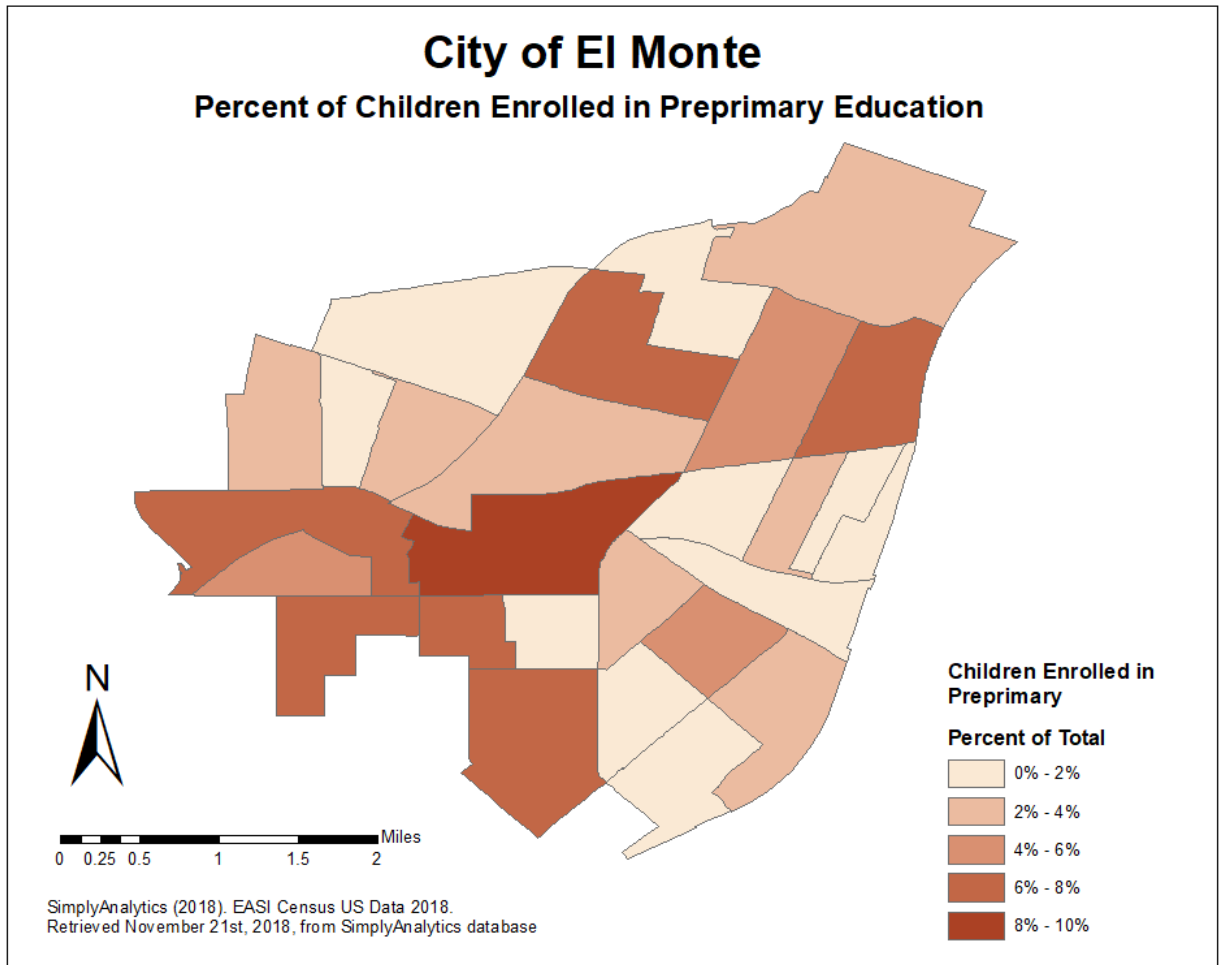 City of El Monte
Percent of Children Enrolled in Preprimary Education
N
Miles
0 0.25 0.5 1 1.5 2
SimplyAnalytics (2018). EASI Census US Data 2018.
Retrieved November 21st, 2018, from SimplyAnalytics database
Children Enrolled in
Preprimary
Percent of Total
0% - 2%
2% - 4%
4% - 6%
6% - 8%
8% - 10%